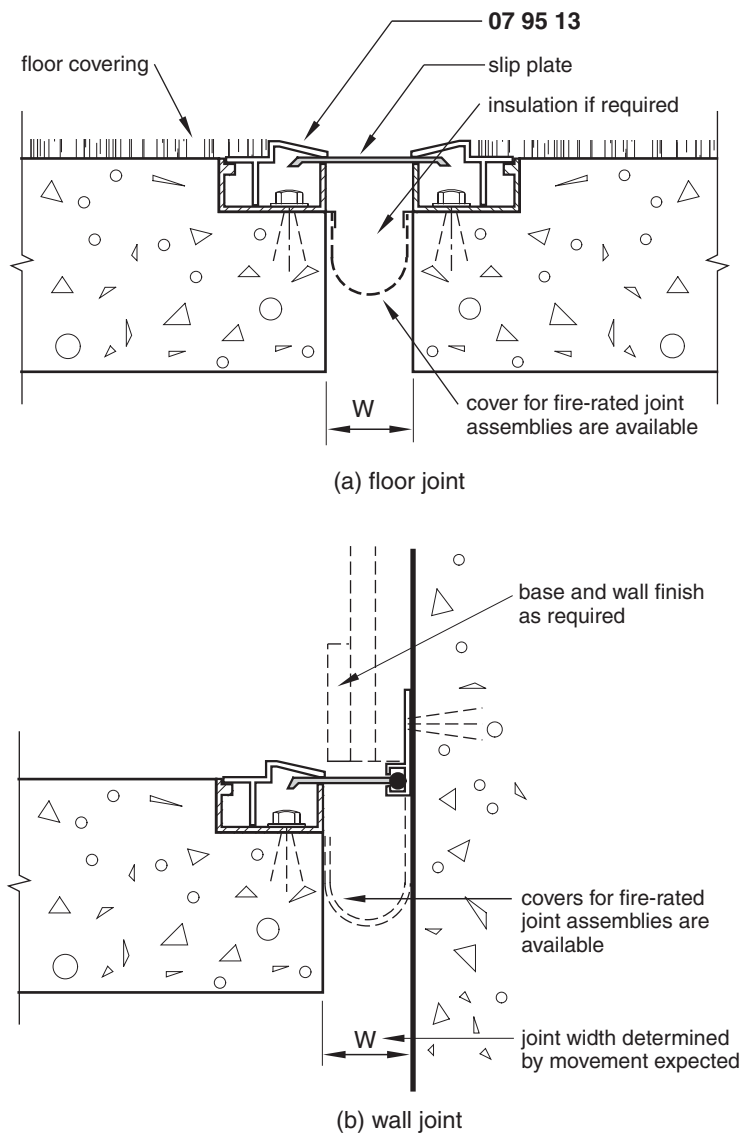 07 95 13
floor covering
slip plate
insulation if required
W
cover for fire-rated joint
assemblies are available
(a) floor joint
base and wall finish
as required
covers for fire-rated
joint assemblies are
available
W
joint width determined
by movement expected
(b) wall joint